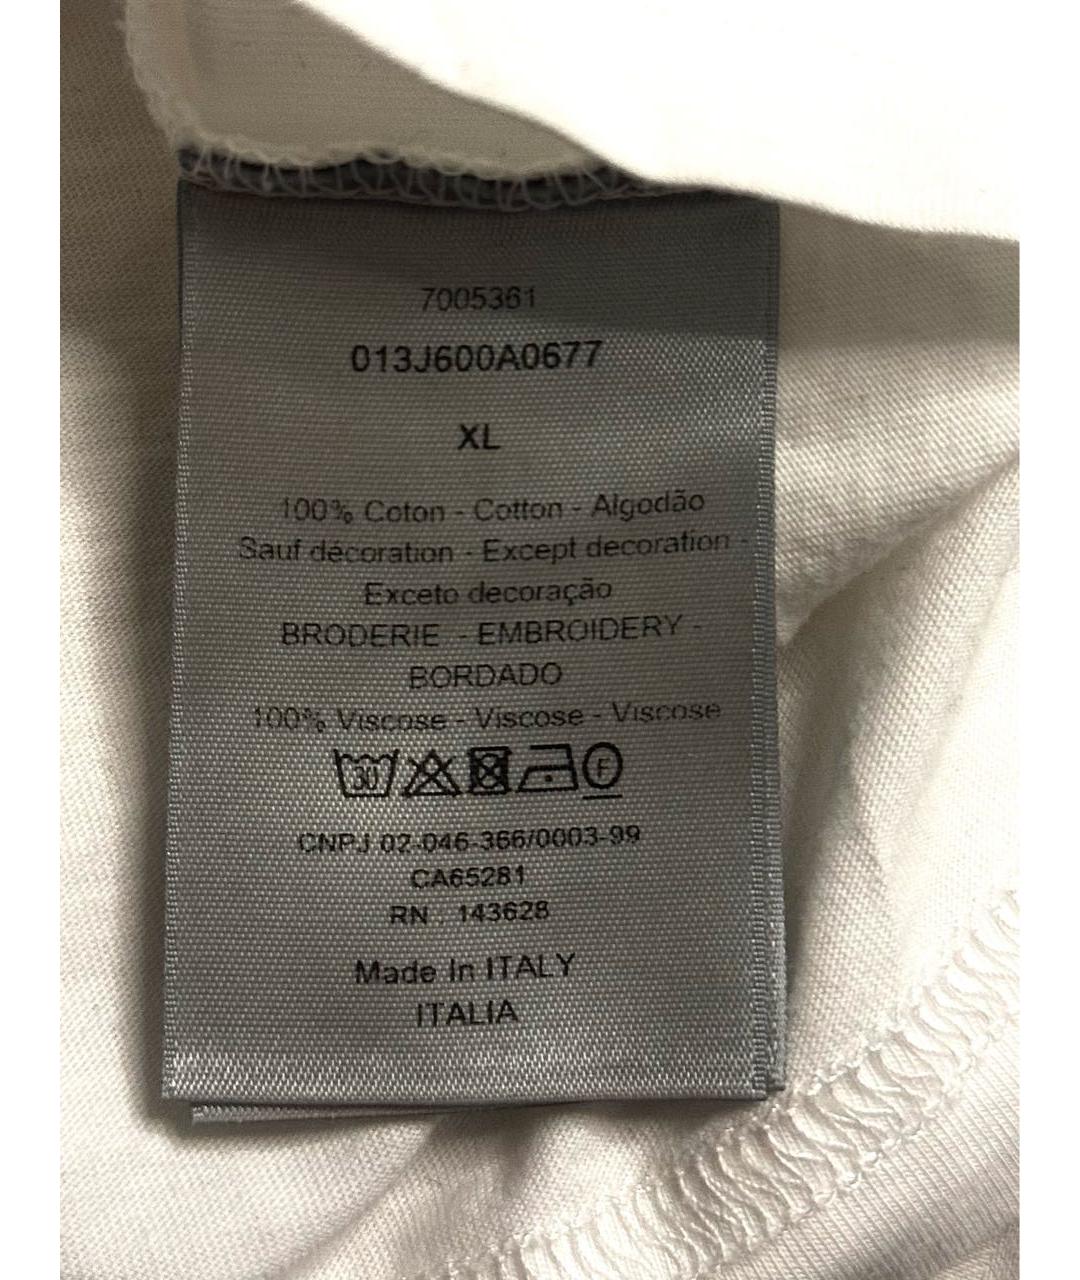 7005361
013J600A0677
XL
100% Coton - Cotton - Algodão
Sauf décoration - Except decoration -
Exceto decoração
BRODERIE - EMBROIDERY -
BORDADO
100% Viscose - Viscose - Viscose
30 F
CNPJ 02-046-366/0003-99
CA65281
RN : 143628
Made In ITALY
ITALIA